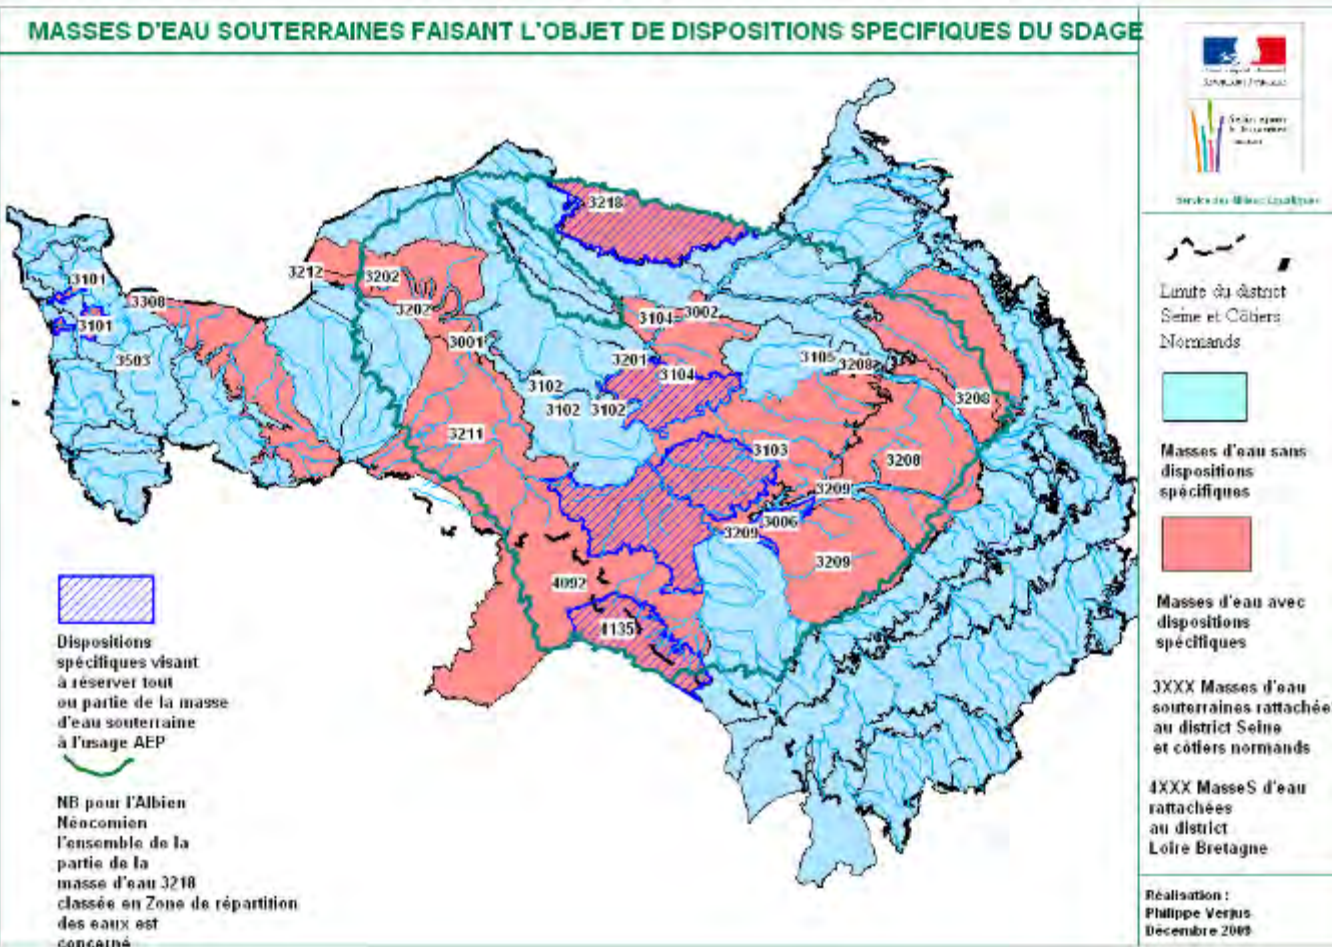 MASSES D'EAU SOUTERRAINES FAISANT L'OBJET DE DISPOSITIONS SPECIFIQUES DU SDAGE
3218
3101
3212
3202
3308
3202
3101
3104
3002
3001
3503
3201
3105
3208
3104
3102
3102
3102
3208
3211
3103
3208
3209
3006
3209
3209
4092
4135
Dispositions
spécifiques visant
à réserver tout
ou partie de la masse
d'eau souterraine
à l'usage AEP
NB pour l'Albien
Néocomien
l'ensemble de la
partie de la
masse d'eau 3218
classée en Zone de répartition
des eaux est
concerné
Limite du district
Seine et Côtiers
Normands
Masses d'eau sans
dispositions
spécifiques
Masses d'eau avec
dispositions
spécifiques
3XXX Masses d'eau
souterraines rattachée
au district Seine
et côtiers normands
4XXX MasseS d'eau
rattachées
au district
Loire Bretagne
Réalisation :
Philippe Verjus
Décembre 2009